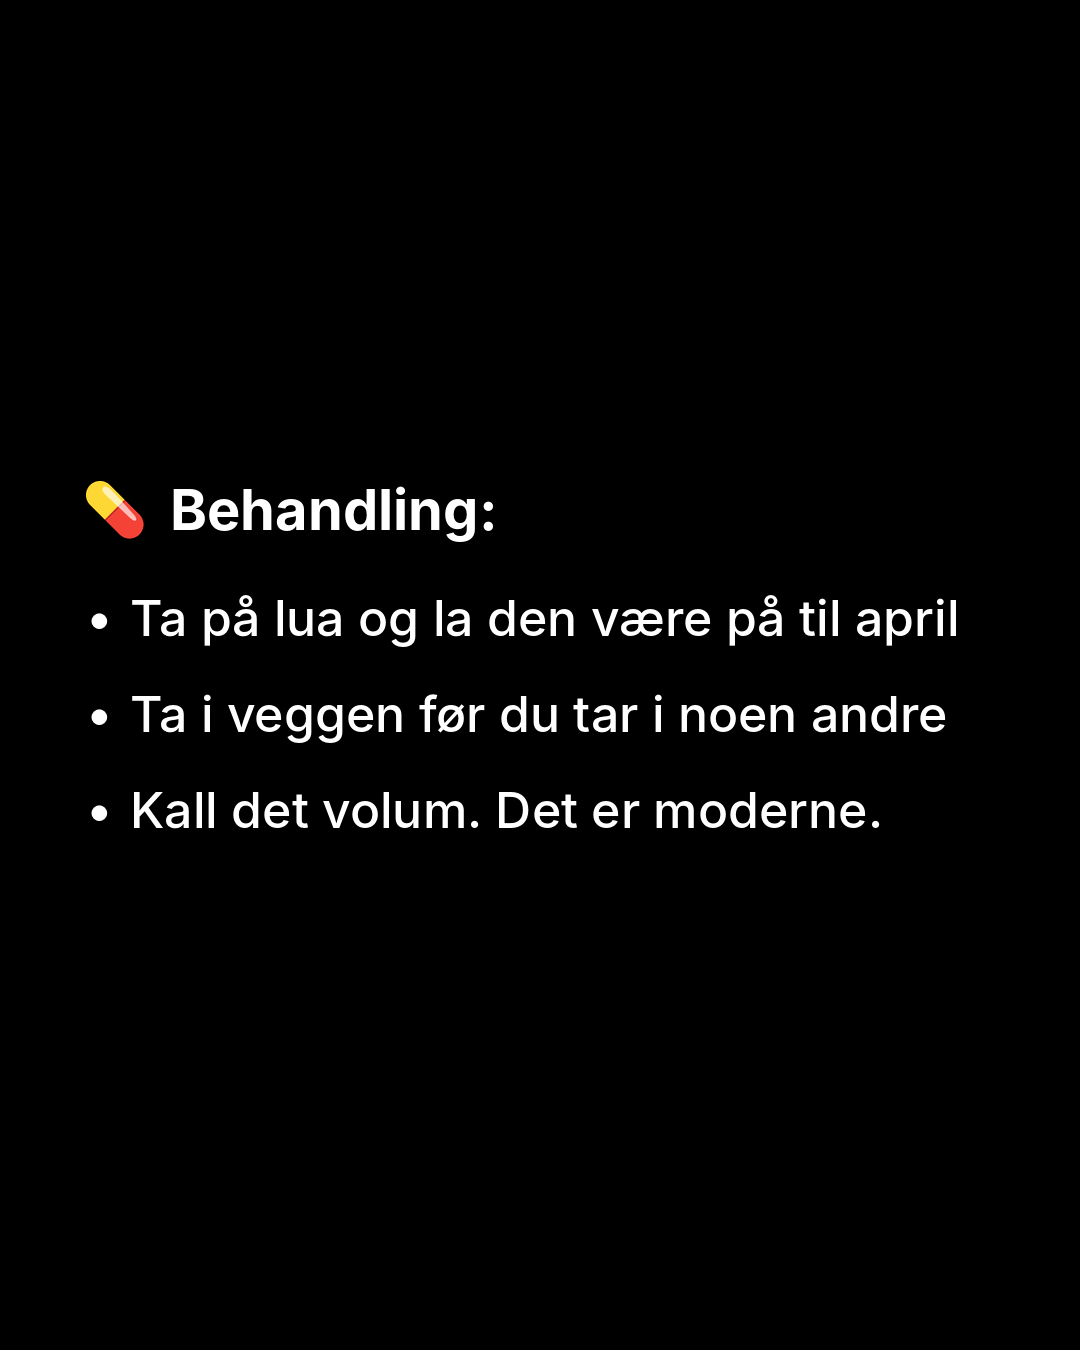 💊 Behandling:
• Ta på lua og la den være på til april
• Ta i veggen før du tar i noen andre
• Kall det volum. Det er moderne.